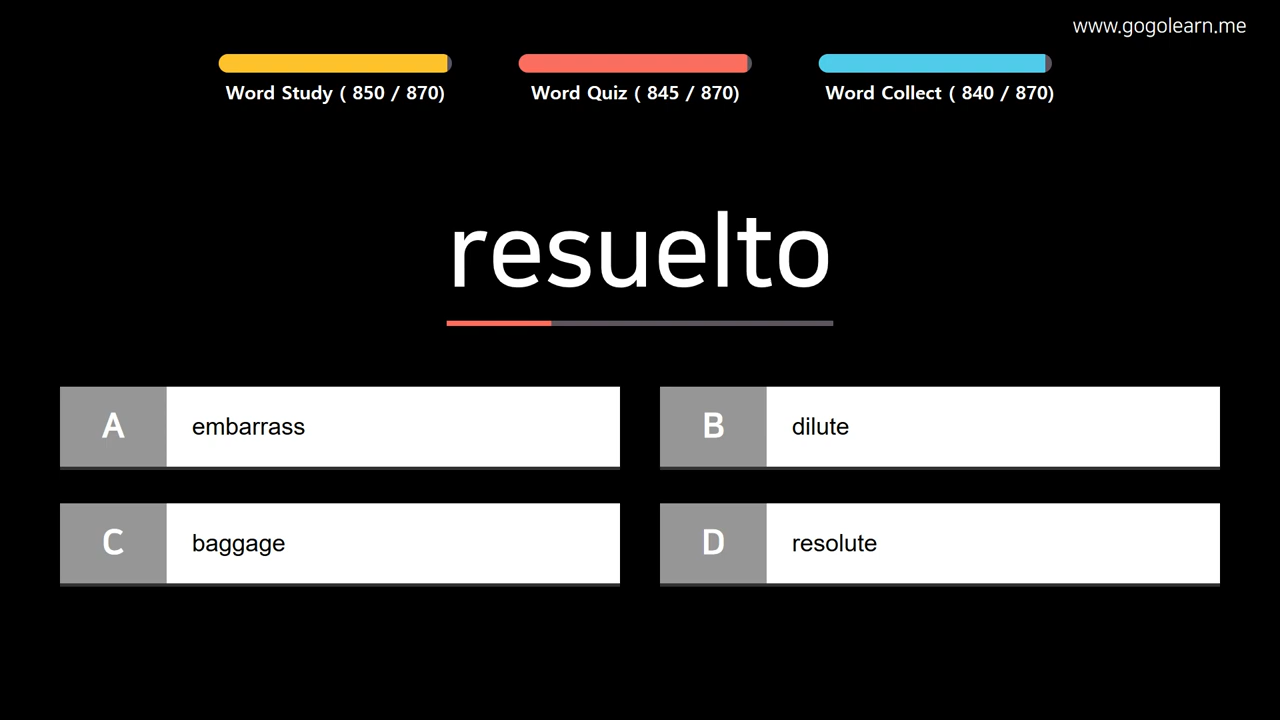 www.gogolearn.me
Word Study ( 850 / 870)
Word Quiz ( 845 / 870)
Word Collect ( 840 / 870)
resuelto
A embarrass
B dilute
C baggage
D resolute